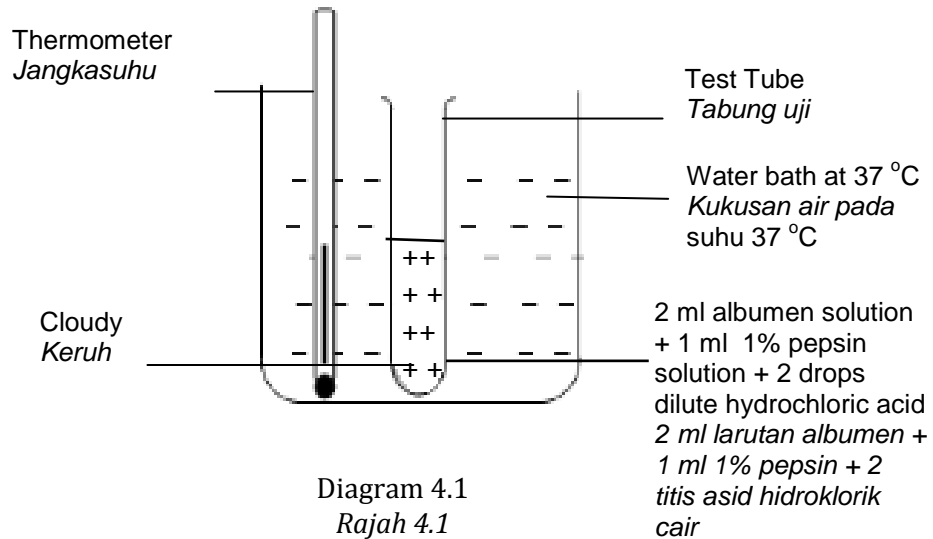 Thermometer
Jangkasuhu
Test Tube
Tabung uji
Water bath at 37 °C
Kukusan air pada
suhu 37 °C
++
+ +
++
+ +
Cloudy
Keruh
2 ml albumen solution
+ 1 ml 1% pepsin
solution + 2 drops
dilute hydrochloric acid
2 ml larutan albumen +
1 ml 1% pepsin + 2
titis asid hidroklorik
cair
Diagram 4.1
Rajah 4.1